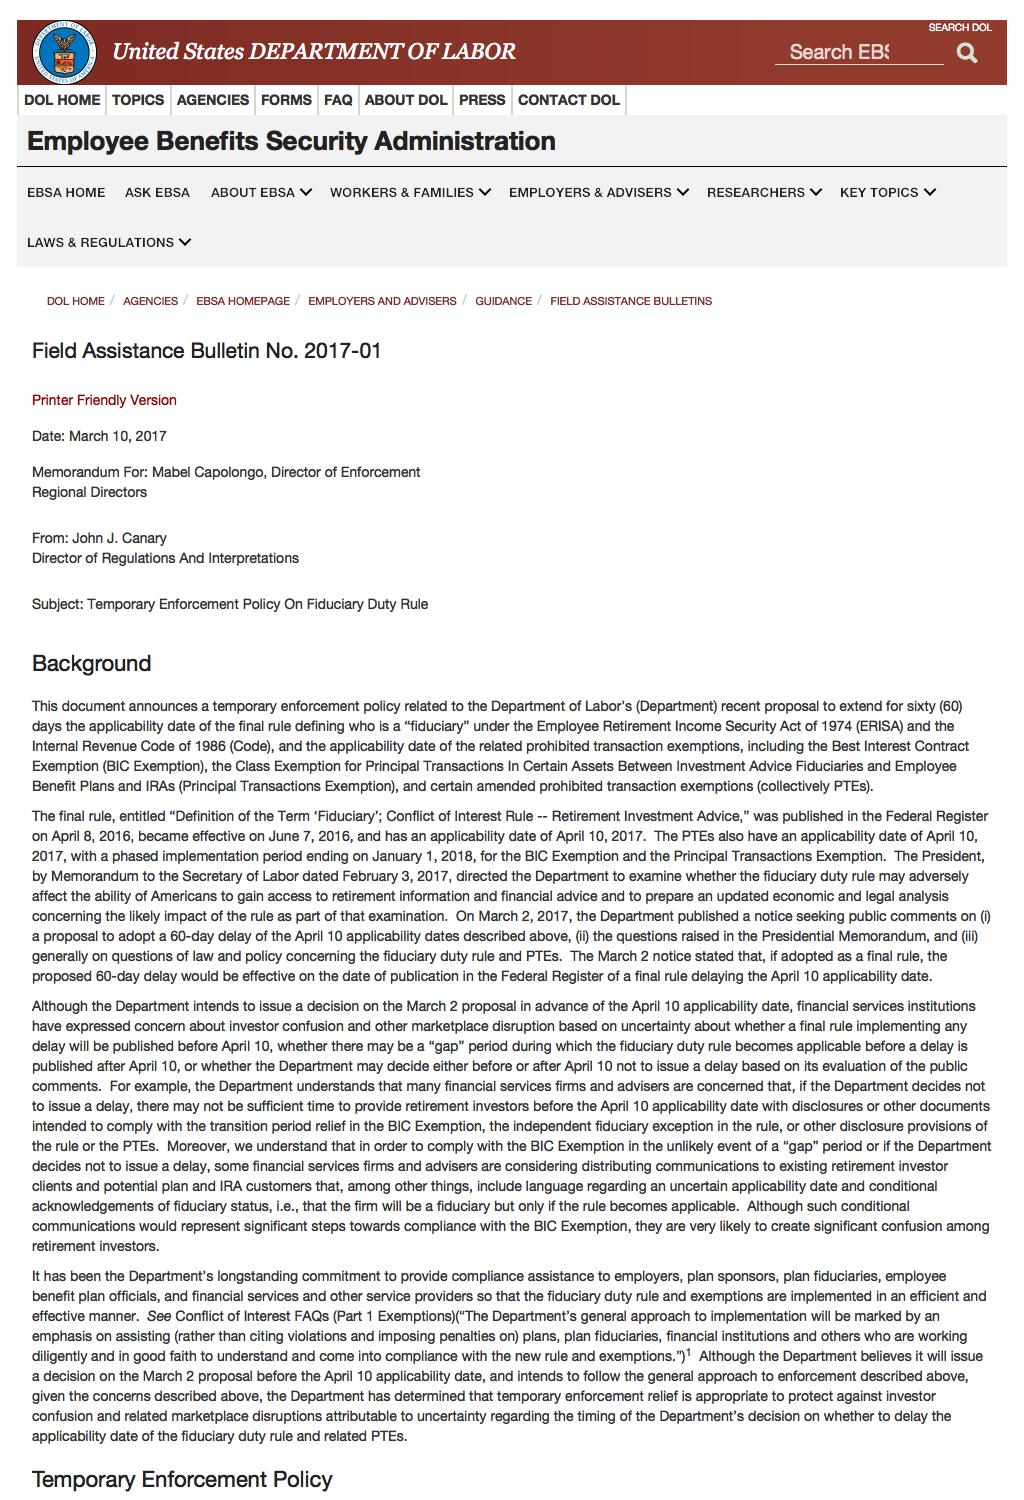 SEARCH DOL
United States DEPARTMENT OF LABOR
Search EBS
DOL HOME TOPICS AGENCIES FORMS FAQ ABOUT DOL PRESS CONTACT DOL
Employee Benefits Security Administration
EBSA HOME ASK EBSA ABOUT EBSA WORKERS & FAMILIES EMPLOYERS & ADVISERS RESEARCHERS KEY TOPICS
LAWS & REGULATIONS
DOL HOME / AGENCIES / EBSA HOMEPAGE / EMPLOYERS AND ADVISERS / GUIDANCE / FIELD ASSISTANCE BULLETINS
Field Assistance Bulletin No. 2017-01
Printer Friendly Version
Date: March 10, 2017
Memorandum For: Mabel Capolongo, Director of Enforcement
Regional Directors
From: John J. Canary
Director of Regulations And Interpretations
Subject: Temporary Enforcement Policy On Fiduciary Duty Rule
Background
This document announces a temporary enforcement policy related to the Department of Labor’s (Department) recent proposal to extend for sixty (60)
days the applicability date of the final rule defining who is a “fiduciary” under the Employee Retirement Income Security Act of 1974 (ERISA) and the
Internal Revenue Code of 1986 (Code), and the applicability date of the related prohibited transaction exemptions, including the Best Interest Contract
Exemption (BIC Exemption), the Class Exemption for Principal Transactions In Certain Assets Between Investment Advice Fiduciaries and Employee
Benefit Plans and IRAs (Principal Transactions Exemption), and certain amended prohibited transaction exemptions (collectively PTEs).
The final rule, entitled “Definition of the Term ‘Fiduciary’; Conflict of Interest Rule -- Retirement Investment Advice,” was published in the Federal Register
on April 8, 2016, became effective on June 7, 2016, and has an applicability date of April 10, 2017. The PTEs also have an applicability date of April 10,
2017, with a phased implementation period ending on January 1, 2018, for the BIC Exemption and the Principal Transactions Exemption. The President,
by Memorandum to the Secretary of Labor dated February 3, 2017, directed the Department to examine whether the fiduciary duty rule may adversely
affect the ability of Americans to gain access to retirement information and financial advice and to prepare an updated economic and legal analysis
concerning the likely impact of the rule as part of that examination. On March 2, 2017, the Department published a notice seeking public comments on (i)
a proposal to adopt a 60-day delay of the April 10 applicability dates described above, (ii) the questions raised in the Presidential Memorandum, and (iii)
generally on questions of law and policy concerning the fiduciary duty rule and PTEs. The March 2 notice stated that, if adopted as a final rule, the
proposed 60-day delay would be effective on the date of publication in the Federal Register of a final rule delaying the April 10 applicability date.
Although the Department intends to issue a decision on the March 2 proposal in advance of the April 10 applicability date, financial services institutions
have expressed concern about investor confusion and other marketplace disruption based on uncertainty about whether a final rule implementing any
delay will be published before April 10, whether there may be a “gap” period during which the fiduciary duty rule becomes applicable before a delay is
published after April 10, or whether the Department may decide either before or after April 10 not to issue a delay based on its evaluation of the public
comments. For example, the Department understands that many financial services firms and advisers are concerned that, if the Department decides not
to issue a delay, there may not be sufficient time to provide retirement investors before the April 10 applicability date with disclosures or other documents
intended to comply with the transition period relief in the BIC Exemption, the independent fiduciary exception in the rule, or other disclosure provisions of
the rule or the PTEs. Moreover, we understand that in order to comply with the BIC Exemption in the unlikely event of a “gap” period or if the Department
decides not to issue a delay, some financial services firms and advisers are considering distributing communications to existing retirement investor
clients and potential plan and IRA customers that, among other things, include language regarding an uncertain applicability date and conditional
acknowledgements of fiduciary status, i.e., that the firm will be a fiduciary but only if the rule becomes applicable. Although such conditional
communications would represent significant steps towards compliance with the BIC Exemption, they are very likely to create significant confusion among
retirement investors.
It has been the Department’s longstanding commitment to provide compliance assistance to employers, plan sponsors, plan fiduciaries, employee
benefit plan officials, and financial services and other service providers so that the fiduciary duty rule and exemptions are implemented in an efficient and
effective manner. See Conflict of Interest FAQs (Part 1 Exemptions)(“The Department’s general approach to implementation will be marked by an
emphasis on assisting (rather than citing violations and imposing penalties on) plans, plan fiduciaries, financial institutions and others who are working
diligently and in good faith to understand and come into compliance with the new rule and exemptions.”)1 Although the Department believes it will issue
a decision on the March 2 proposal before the April 10 applicability date, and intends to follow the general approach to enforcement described above,
given the concerns described above, the Department has determined that temporary enforcement relief is appropriate to protect against investor
confusion and related marketplace disruptions attributable to uncertainty regarding the timing of the Department’s decision on whether to delay the
applicability date of the fiduciary duty rule and related PTEs.
Temporary Enforcement Policy